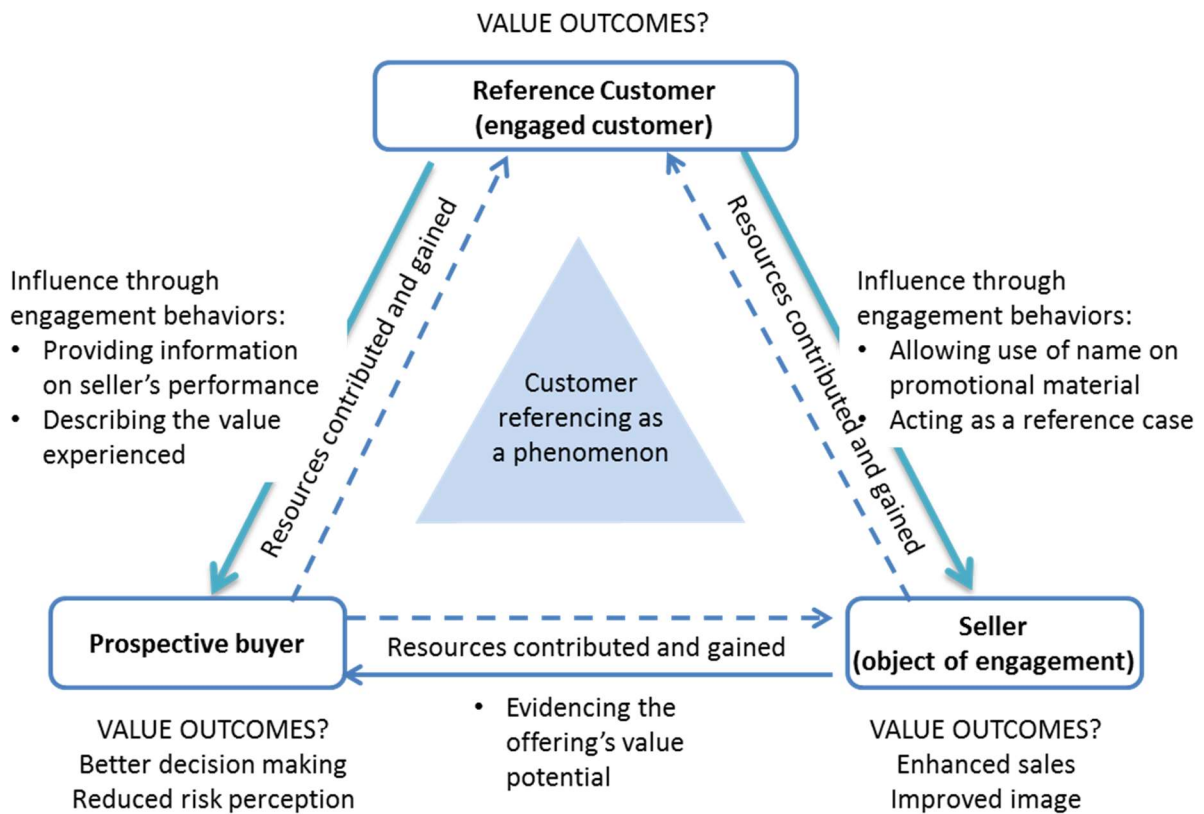 VALUE OUTCOMES?
Reference Customer
(engaged customer)
Resources contributed and gained
Resources contributed and gained
Influence through
engagement behaviors:
• Providing information
on seller's performance
• Describing the value
experienced
Influence through
engagement behaviors:
• Allowing use of name on
promotional material
• Acting as a reference case
Customer
referencing as
a phenomenon
Prospective buyer
Resources contributed and gained
Seller
(object of engagement)
• Evidencing the
offering's value
potential
VALUE OUTCOMES?
Better decision making
Reduced risk perception
VALUE OUTCOMES?
Enhanced sales
Improved image